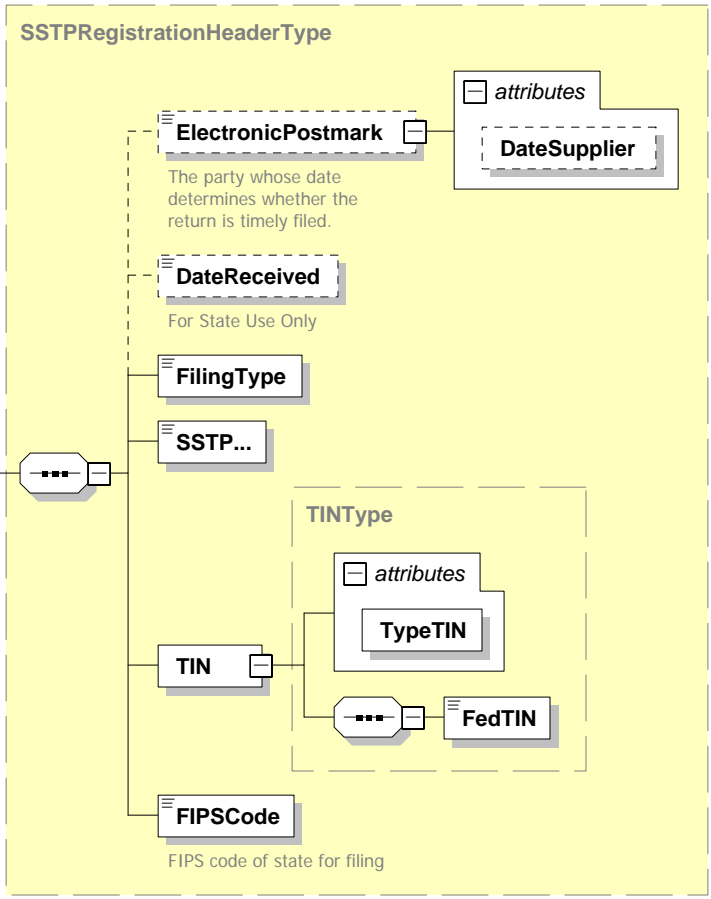 SSTPRegistrationHeaderType
attributes
ElectronicPostmark
DateSupplier
The party whose date
determines whether the
return is timely filed.
DateReceived
For State Use Only
FilingType
SSTP...
TINType
attributes
TypeTIN
TIN
FedTIN
FIPSCode
FIPS code of state for filing